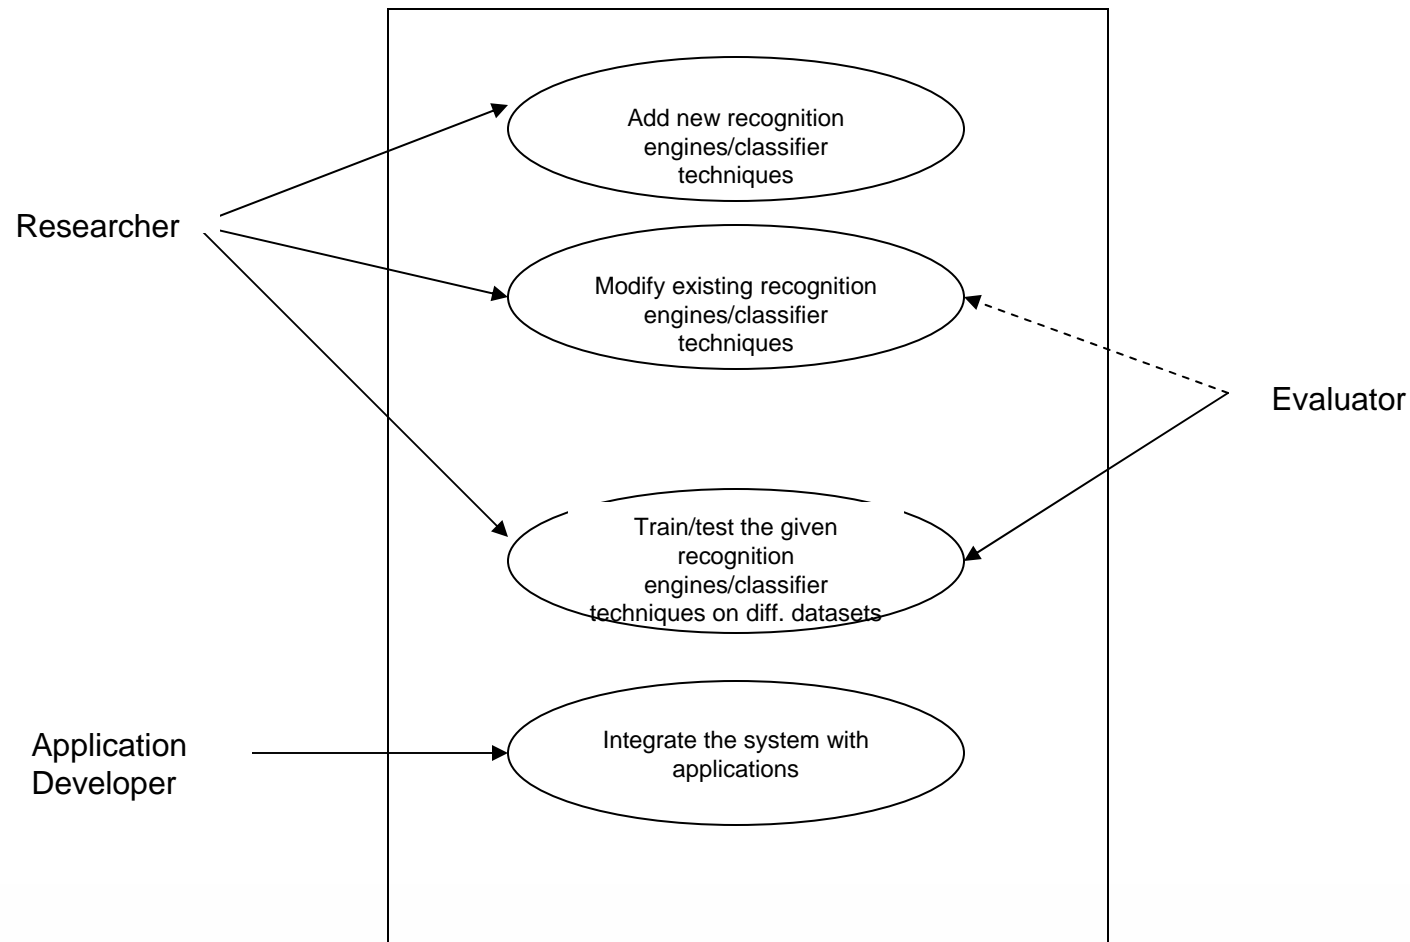 Add new recognition
engines/classifier
techniques
Researcher
Modify existing recognition
engines/classifier
techniques
Evaluator
Train/test the given
recognition
engines/classifier
techniques on diff. datasets
Application
Developer
Integrate the system with
applications